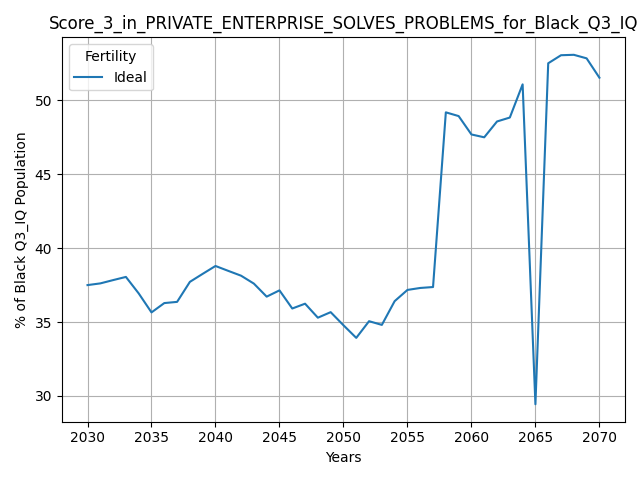 Score_3_in_PRIVATE_ENTERPRISE_SOLVES_PROBLEMS_for_Black_Q3_IQ
Fertility
Ideal
% of Black Q3_IQ Population
50
45
40
35
30
2030 2035 2040 2045 2050 2055 2060 2065 2070
Years